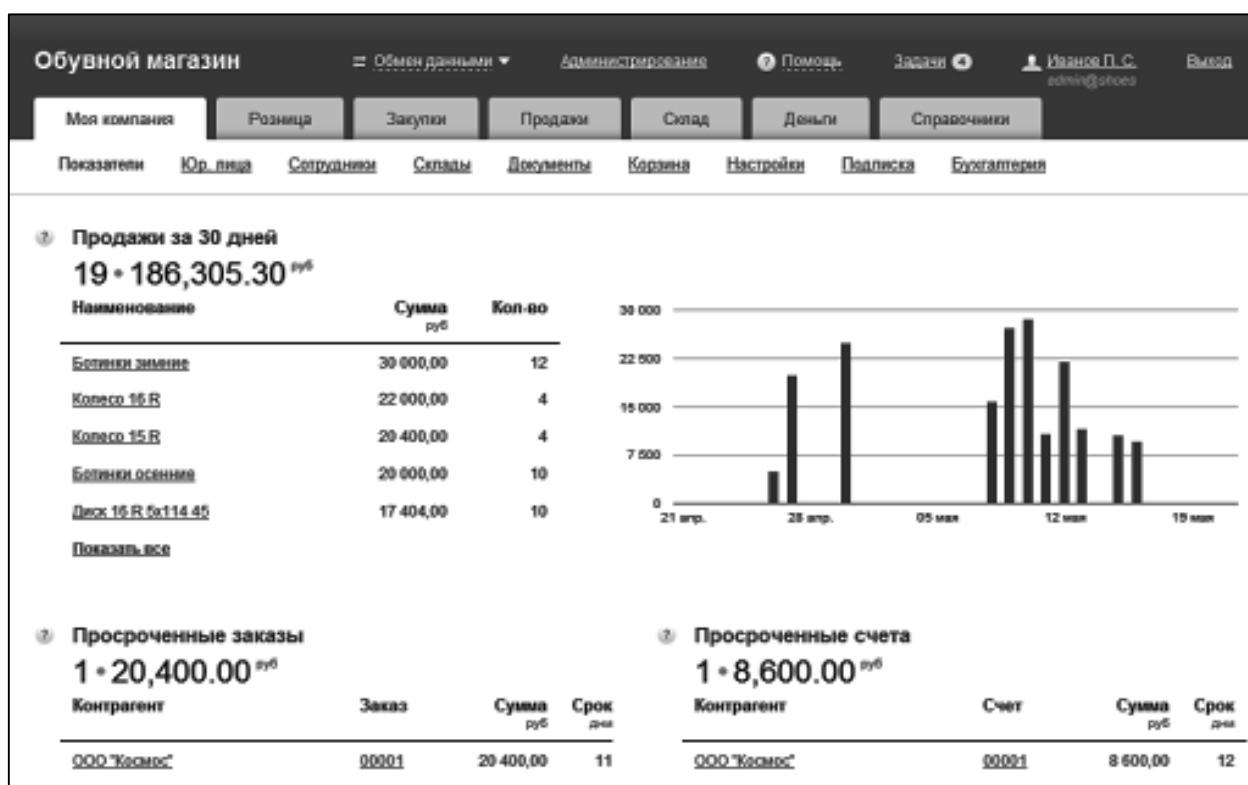 Обувной магазин
Обмен данными
Администрирование
Помощь
Задачи 4
Иванов П. С.
admin@shoes
Выход
Моя компания
Розница
Закупки
Продажи
Склад
Деньги
Справочники
Показатели
Юр. лица
Сотрудники
Склады
Документы
Корзина
Настройки
Подписка
Бухгалтерия
Продажи за 30 дней
19 • 186,305.30 руб
Наименование Сумма Кол-во
руб
Ботинки зимние 30 000,00 12
Колесо 16 R 22 000,00 4
Колесо 15 R 20 400,00 4
Ботинки осенние 20 000,00 10
Диск 16 R 5x114 45 17 404,00 10
Показать все
30 000
22 500
15 000
7 500
0
21 апр. 28 апр. 05 мая 12 мая 19 мая
Просроченные заказы
1 • 20,400.00 руб
Контрагент Заказ Сумма Срок
руб дни
ООО "Космос" 00001 20 400,00 11
Просроченные счета
1 • 8,600.00 руб
Контрагент Счет Сумма Срок
руб дни
ООО "Космос" 00001 8 600,00 12